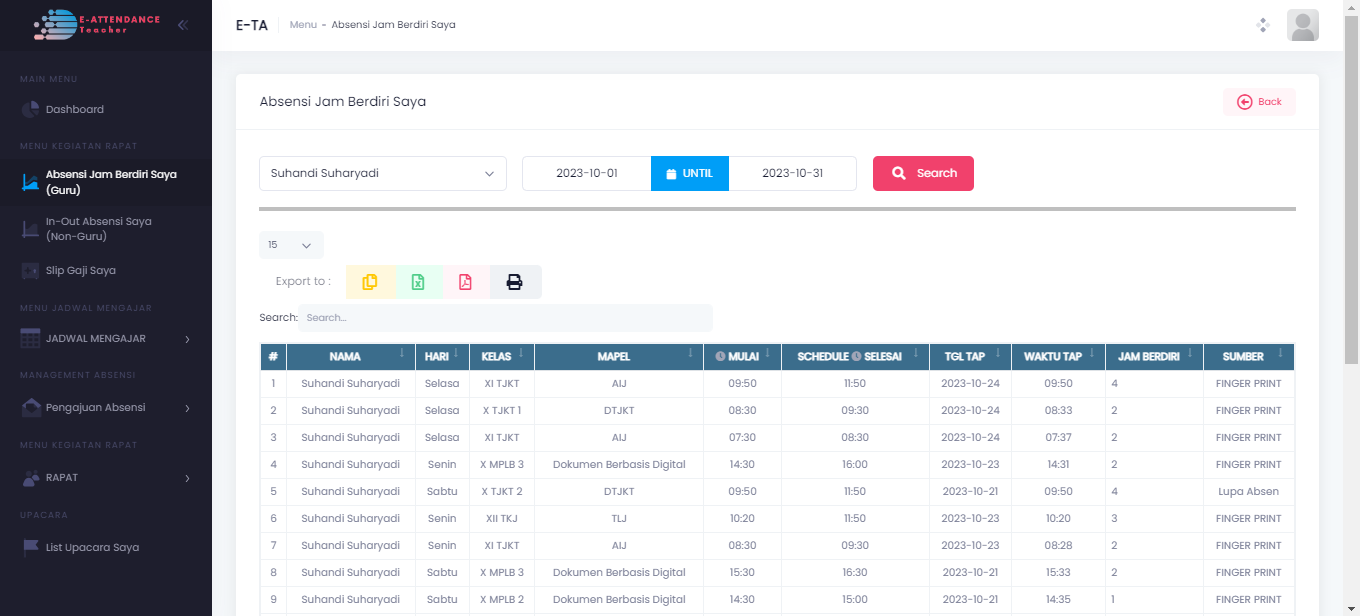 E-ATTENDANCE
Teacher
E-TA
Menu - Absensi Jam Berdiri Saya
MAIN MENU
Dashboard
MENU KEGIATAN RAPAT
Absensi Jam Berdiri Saya
(Guru)
In-Out Absensi Saya
(Non-Guru)
Slip Gaji Saya
MENU JADWAL MENGAJAR
JADWAL MENGAJAR
MANAGEMENT ABSENSI
Pengajuan Absensi
MENU KEGIATAN RAPAT
RAPAT
UPACARA
List Upacara Saya
Absensi Jam Berdiri Saya
Back
Suhandi Suharyadi
2023-10-01 UNTIL 2023-10-31
Search
15
Export to :
Search: Search...
# NAMA HARI KELAS MAPEL MULAI SCHEDULE SELESAI TGL TAP WAKTU TAP JAM BERDIRI SUMBER
1 Suhandi Suharyadi Selasa XI TJKT AIJ 09:50 11:50 2023-10-24 09:50 4 FINGER PRINT
2 Suhandi Suharyadi Selasa X TJKT 1 DTJKT 08:30 09:30 2023-10-24 08:33 2 FINGER PRINT
3 Suhandi Suharyadi Selasa XI TJKT AIJ 07:30 08:30 2023-10-24 07:37 2 FINGER PRINT
4 Suhandi Suharyadi Senin X MPLB 3 Dokumen Berbasis Digital 14:30 16:00 2023-10-23 14:31 2 FINGER PRINT
5 Suhandi Suharyadi Sabtu X TJKT 2 DTJKT 09:50 11:50 2023-10-21 09:50 4 Lupa Absen
6 Suhandi Suharyadi Senin XII TKJ TLJ 10:20 11:50 2023-10-23 10:20 3 FINGER PRINT
7 Suhandi Suharyadi Senin XI TJKT AIJ 08:30 09:30 2023-10-23 08:28 2 FINGER PRINT
8 Suhandi Suharyadi Sabtu X MPLB 3 Dokumen Berbasis Digital 15:30 16:30 2023-10-21 15:33 2 FINGER PRINT
9 Suhandi Suharyadi Sabtu X MPLB 2 Dokumen Berbasis Digital 14:30 15:00 2023-10-21 14:35 1 FINGER PRINT